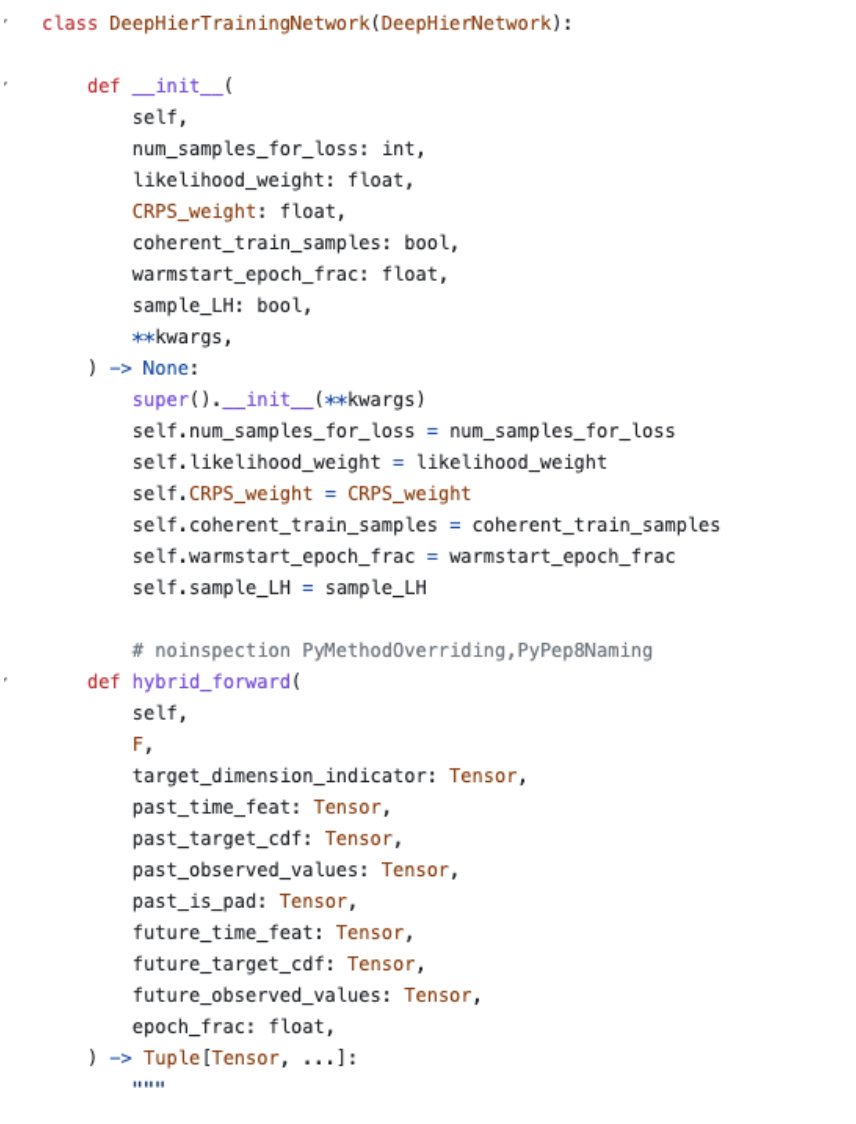 class DeepHierTrainingNetwork(DeepHierNetwork):
def __init__(
self,
num_samples_for_loss: int,
likelihood_weight: float,
CRPS_weight: float,
coherent_train_samples: bool,
warmstart_epoch_frac: float,
sample_LH: bool,
**kwargs,
) -> None:
super().__init__(**kwargs)
self.num_samples_for_loss = num_samples_for_loss
self.likelihood_weight = likelihood_weight
self.CRPS_weight = CRPS_weight
self.coherent_train_samples = coherent_train_samples
self.warmstart_epoch_frac = warmstart_epoch_frac
self.sample_LH = sample_LH
# noinspection PyMethodOverriding,PyPep8Naming
def hybrid_forward(
self,
F,
target_dimension_indicator: Tensor,
past_time_feat: Tensor,
past_target_cdf: Tensor,
past_observed_values: Tensor,
past_is_pad: Tensor,
future_time_feat: Tensor,
future_target_cdf: Tensor,
future_observed_values: Tensor,
epoch_frac: float,
) -> Tuple[Tensor, ...]:
"""